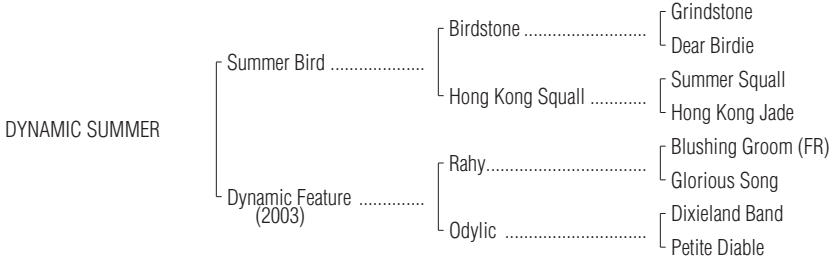 Grindstone
Birdstone ..........................
Dear Birdie
Summer Bird ....................
Summer Squall
Hong Kong Squall ............
Hong Kong Jade
DYNAMIC SUMMER
Blushing Groom (FR)
Rahy..................................
Glorious Song
Dynamic Feature ..............
(2003)
Dixieland Band
Odylic ..............................
Petite Diable